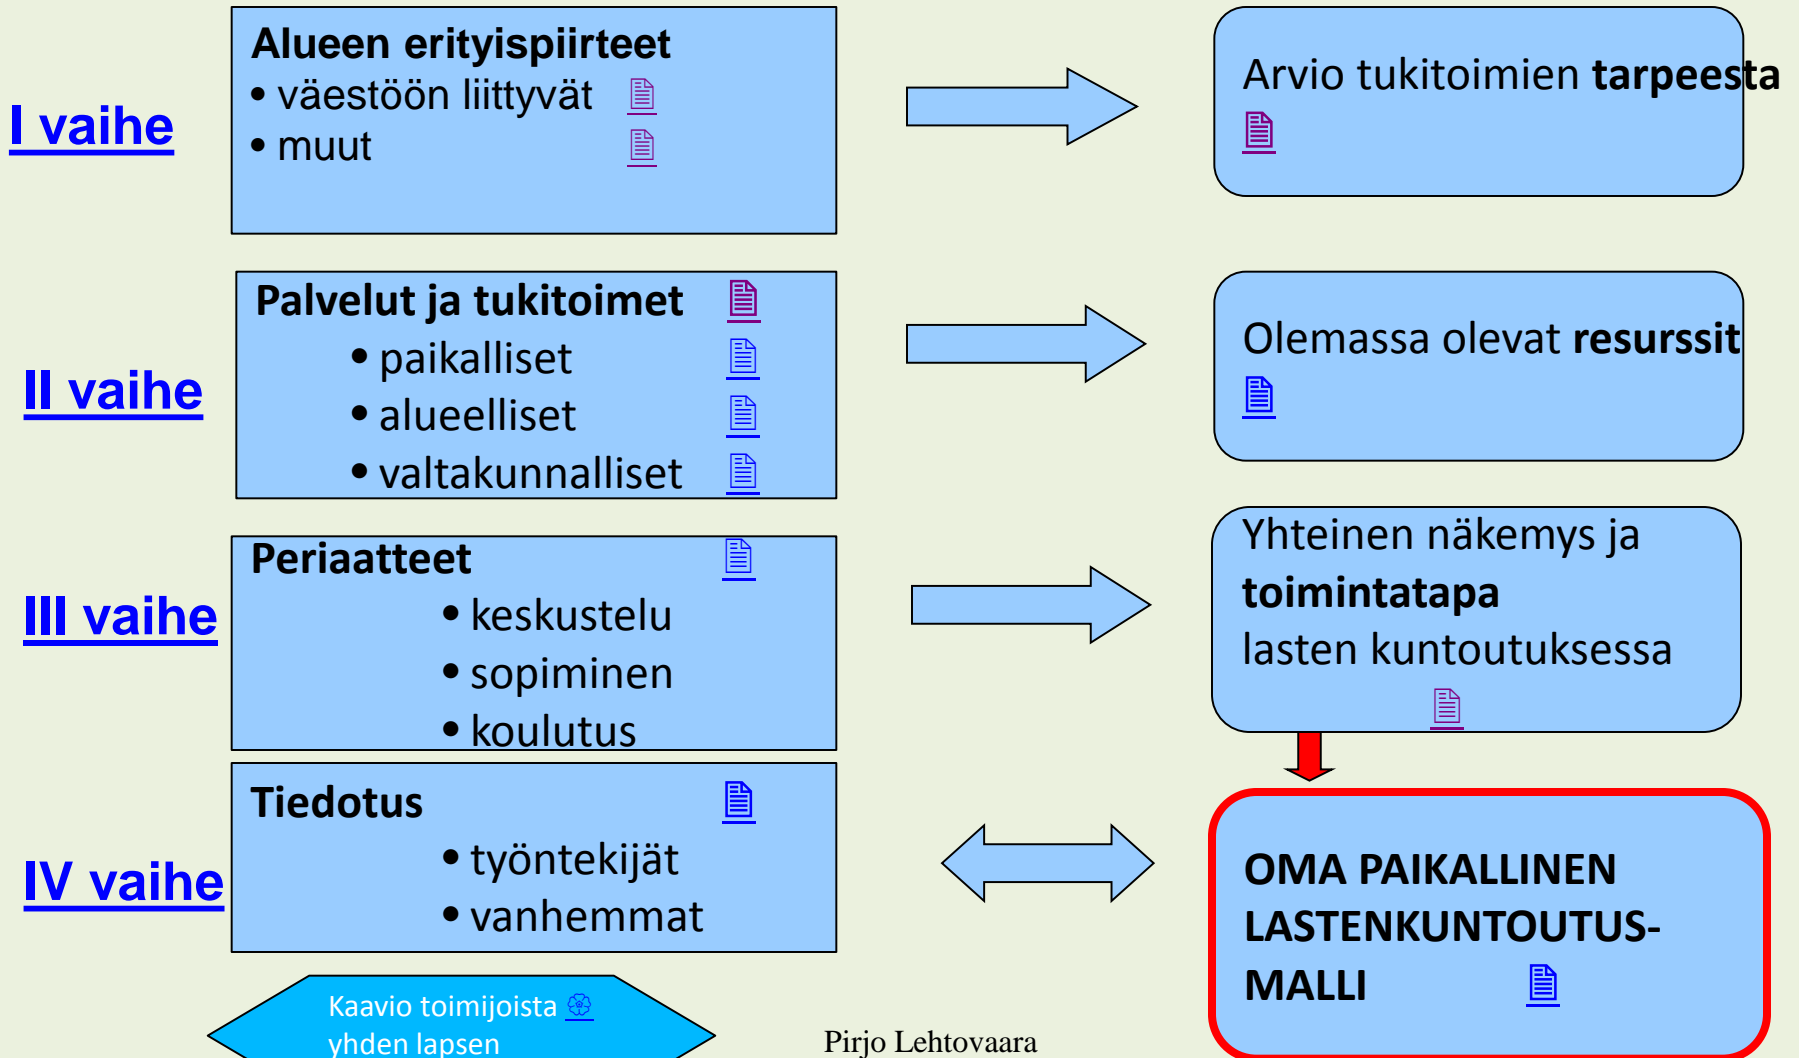 I vaihe
Alueen erityispiirteet
• väestöön liittyvät
• muut
Arvio tukitoimien tarpeesta
II vaihe
Palvelut ja tukitoimet
• paikalliset
• alueelliset
• valtakunnalliset
Olemassa olevat resurssit
III vaihe
Periaatteet
• keskustelu
• sopiminen
• koulutus
Yhteinen näkemys ja
toimintatapa
lasten kuntoutuksessa
IV vaihe
Tiedotus
• työntekijät
• vanhemmat
OMA PAIKALLINEN
LASTENKUNTOUTUS-
MALLI
Kaavio toimijoista
yhden lapsen
Pirjo Lehtovaara